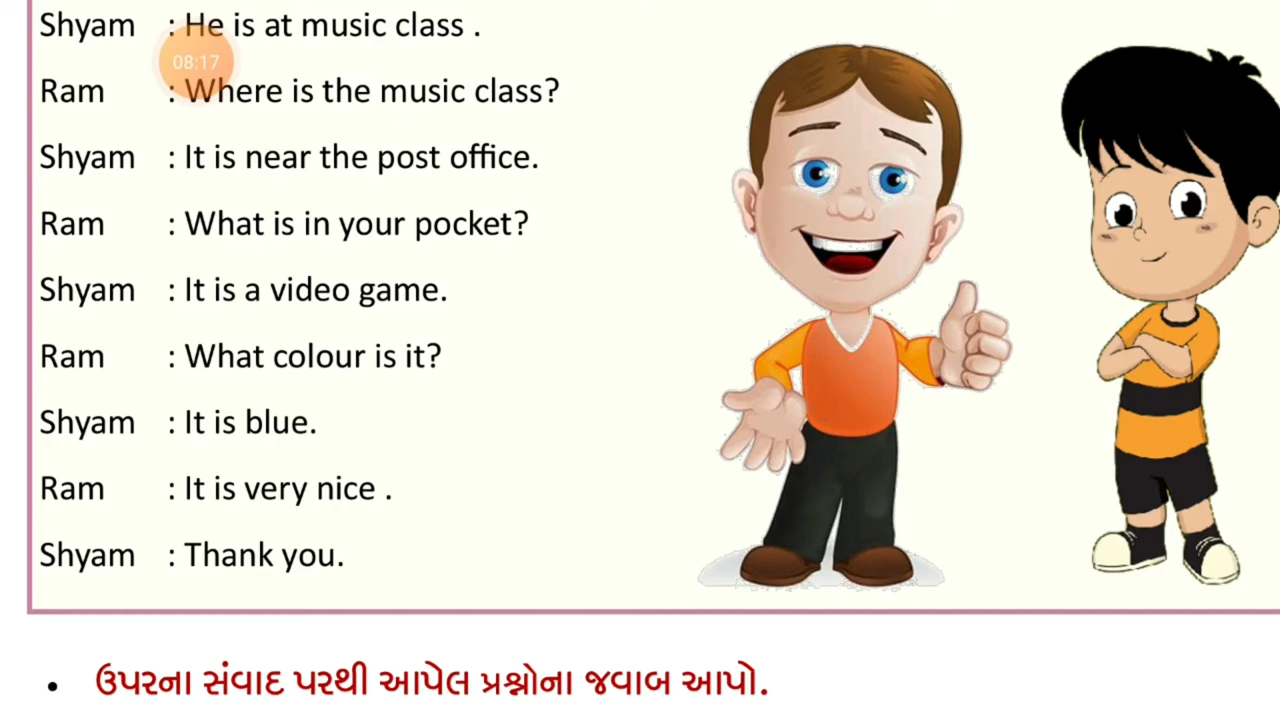 Shyam : He is at music class .
08:17
Ram : Where is the music class?
Shyam : It is near the post office.
Ram : What is in your pocket?
Shyam : It is a video game.
Ram : What colour is it?
Shyam : It is blue.
Ram : It is very nice .
Shyam : Thank you.
• ઉપરના સંવાદ પરથી આપેલ પ્રશ્નોના જવાબ આપો.